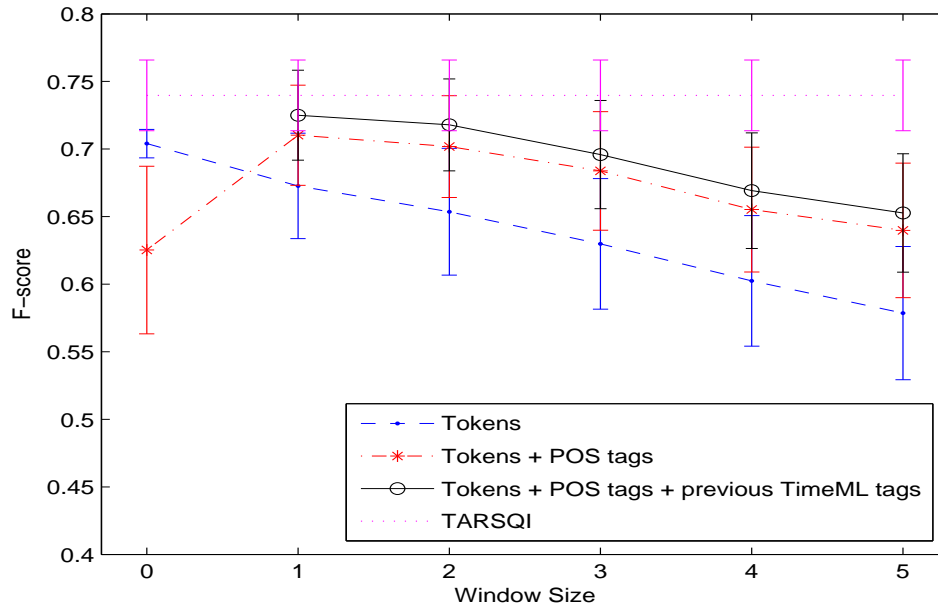 0.8
0.75
0.7
0.65
0.6
0.55
0.5
0.45
0.4
F−score
0 1 2 3 4 5
Window Size
Tokens
Tokens + POS tags
Tokens + POS tags + previous TimeML tags
TARSQI